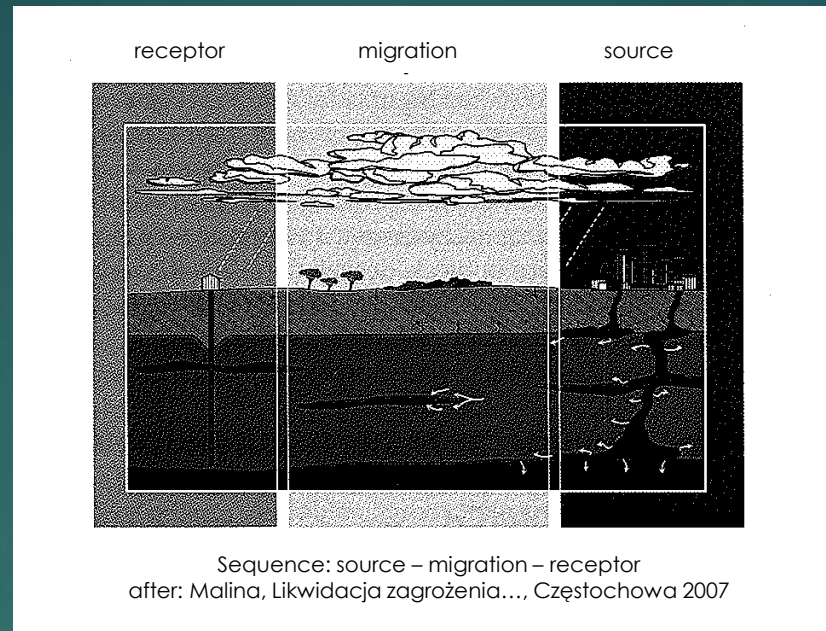 receptor migration source
Sequence: source – migration – receptor
after: Malina, Likwidacja zagrożenia…, Częstochowa 2007